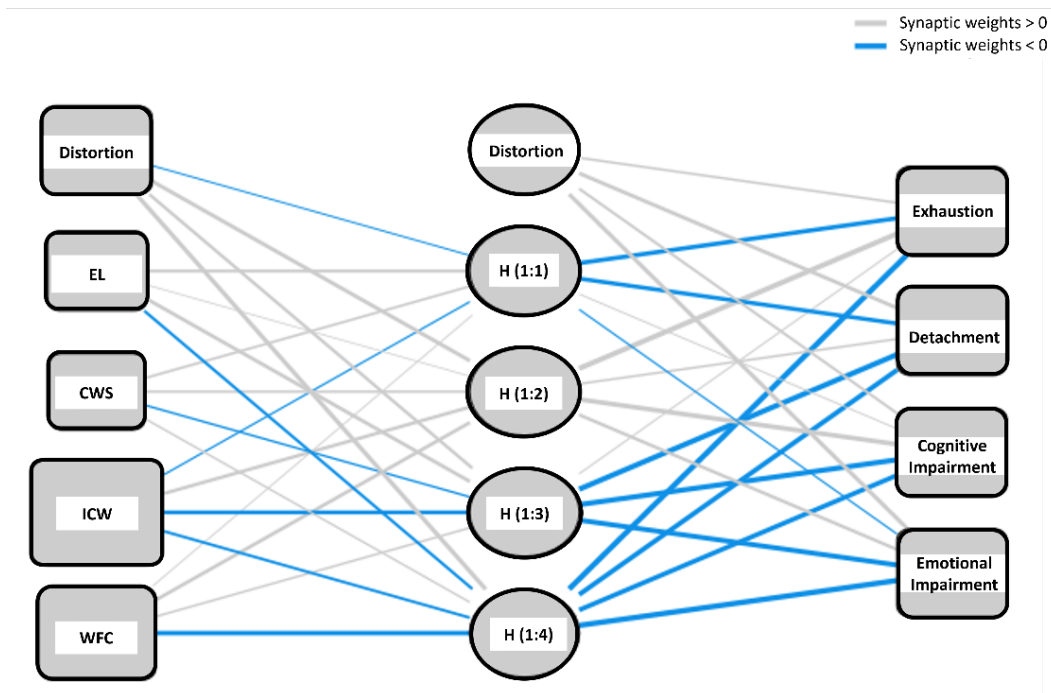 Synaptic weights > 0
Synaptic weights < 0
Distortion
EL
CWS
ICW
WFC
Distortion
H (1:1)
H (1:2)
H (1:3)
H (1:4)
Exhaustion
Detachment
Cognitive
Impairment
Emotional
Impairment